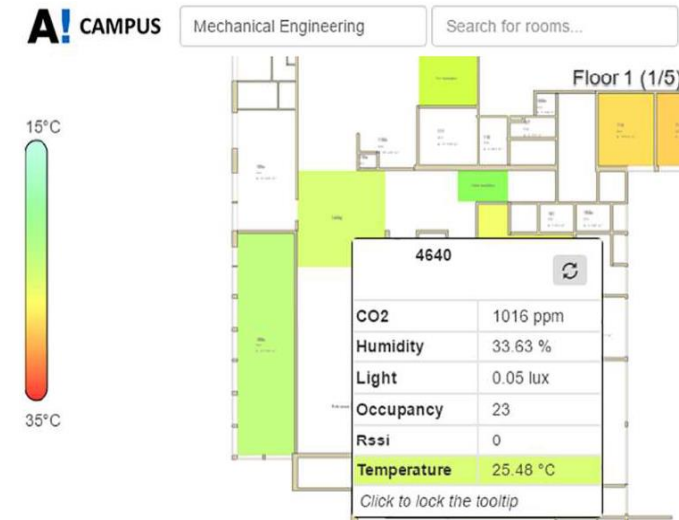 A! CAMPUS
Mechanical Engineering
Search for rooms...
Floor 1 (1/5)
15°C
35°C
4640
CO2 1016 ppm
Humidity 33.63 %
Light 0.05 lux
Occupancy 23
Rssi 0
Temperature 25.48 °C
Click to lock the tooltip